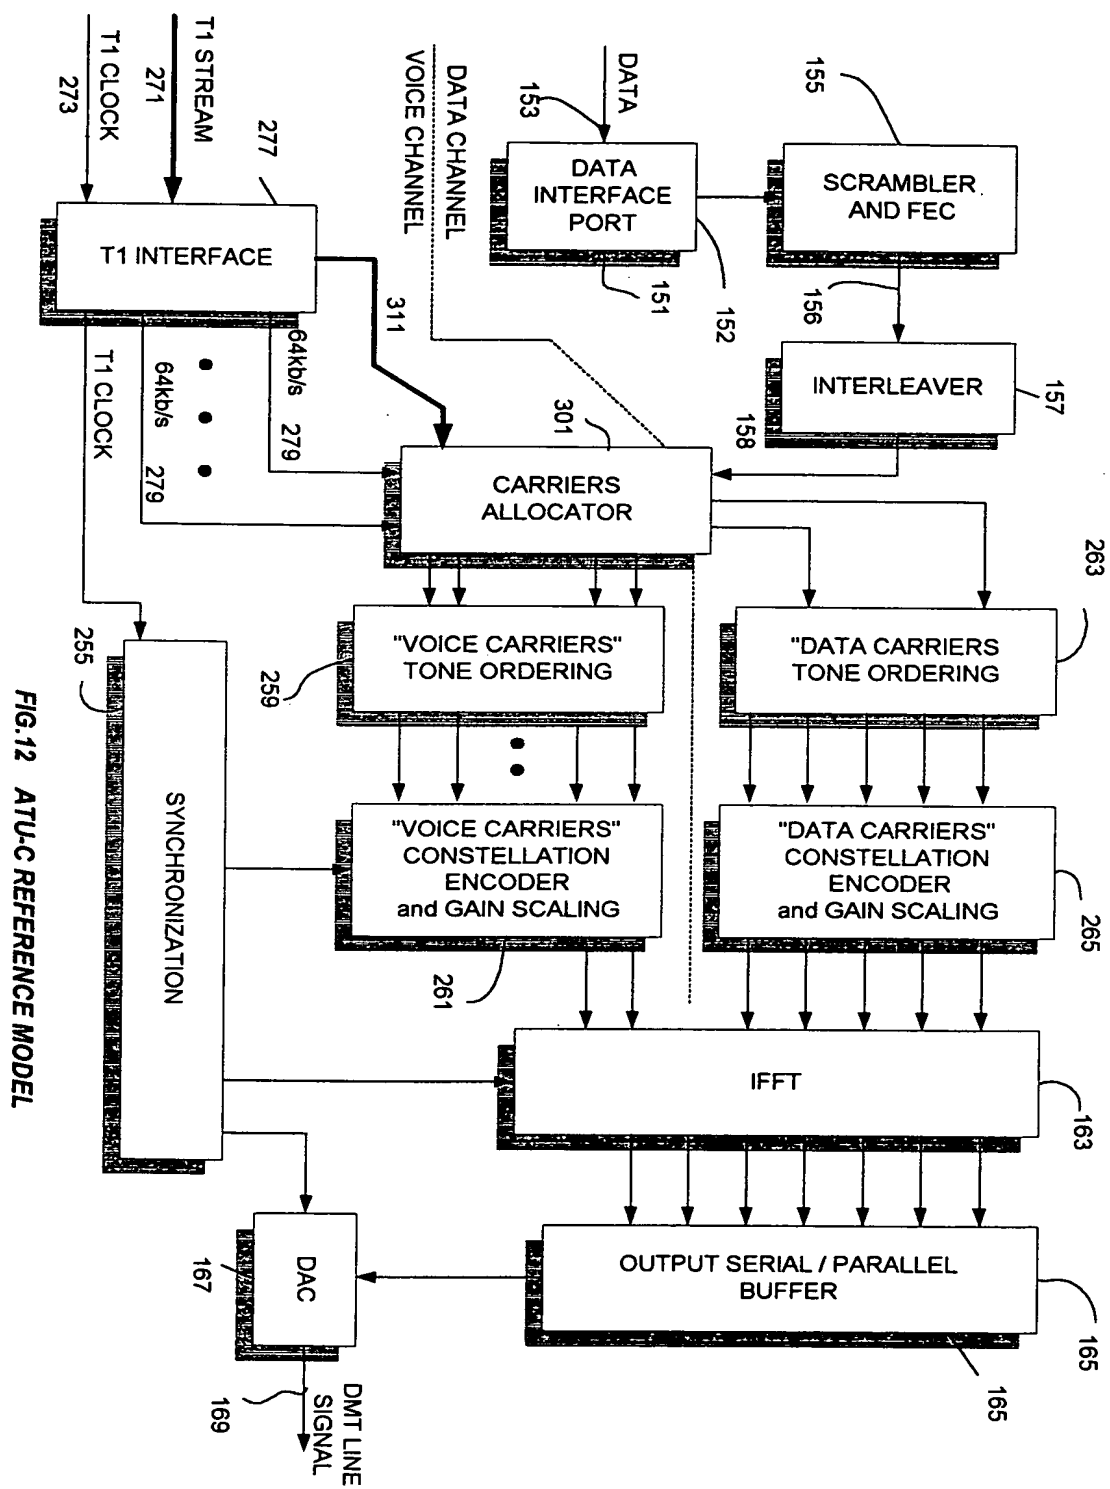 DATA
153
DATA
INTERFACE
PORT
151
152
155
SCRAMBLER
AND FEC
156
INTERLEAVER
157
158
DATA CHANNEL
VOICE CHANNEL
T1 STREAM
271
T1 CLOCK
273
277
T1 INTERFACE
311
64kb/s
279
64kb/s
279
T1 CLOCK
301
CARRIERS
ALLOCATOR
263
"DATA CARRIERS
TONE ORDERING
"VOICE CARRIERS"
TONE ORDERING
259
"DATA CARRIERS"
CONSTELLATION
ENCODER
and GAIN SCALING
265
"VOICE CARRIERS"
CONSTELLATION
ENCODER
and GAIN SCALING
261
255
SYNCHRONIZATION
IFFT
163
OUTPUT SERIAL / PARALLEL
BUFFER
165
165
DAC
167
DMT LINE
SIGNAL
169
FIG.12 ATU-C REFERENCE MODEL